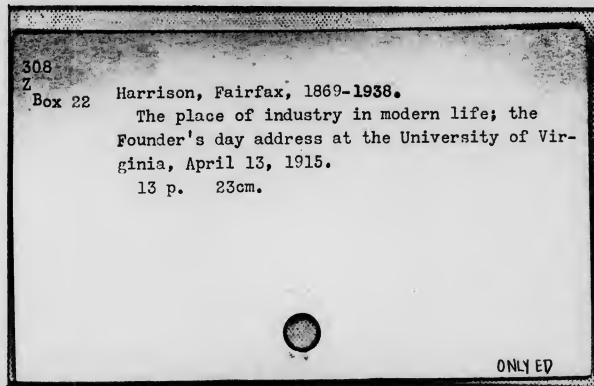 308
Z
Box 22
Harrison, Fairfax, 1869-1938.
The place of industry in modern life; the
Founder's day address at the University of Vir-
ginia, April 13, 1915.
13 p. 23cm.
ONLY ED